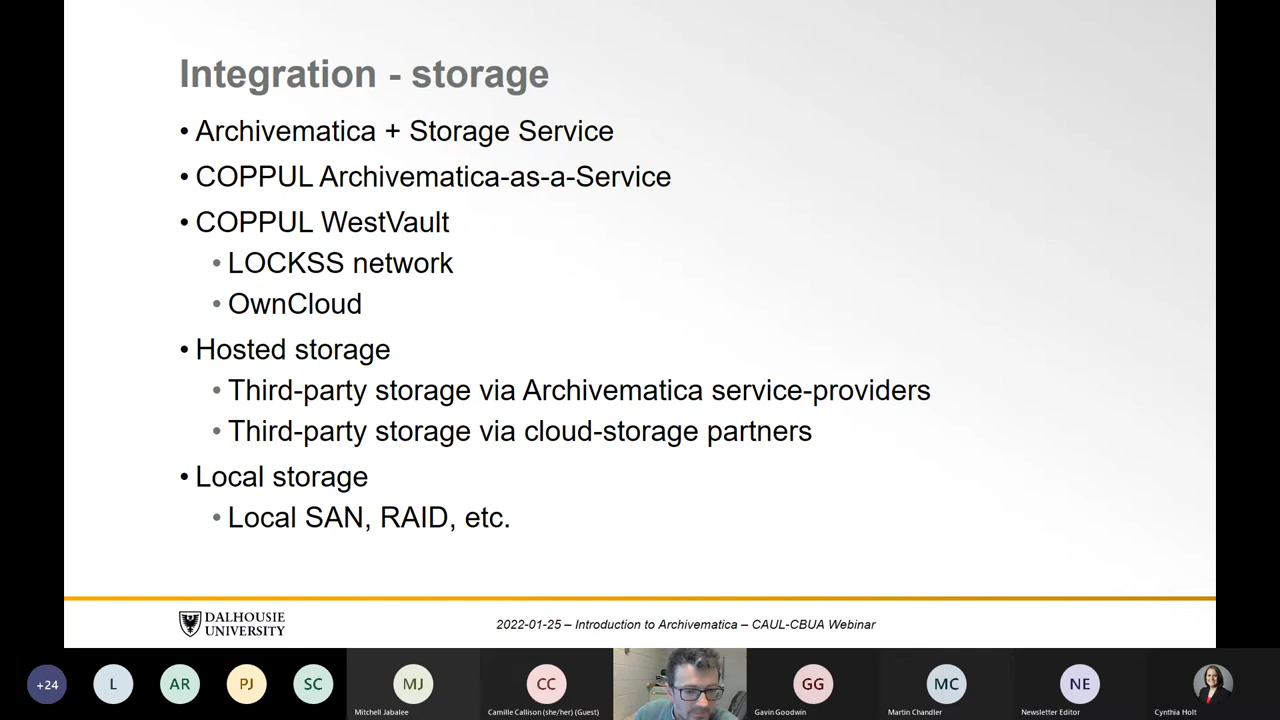 Integration - storage
• Archivematica + Storage Service
• COPPUL Archivematica-as-a-Service
• COPPUL WestVault
• LOCKSS network
• OwnCloud
• Hosted storage
• Third-party storage via Archivematica service-providers
• Third-party storage via cloud-storage partners
• Local storage
• Local SAN, RAID, etc.
DALHOUSIE
UNIVERSITY
2022-01-25 – Introduction to Archivematica – CAUL-CBUA Webinar
+24
L
AR
PJ
SC
MJ
CC
GG
MC
NE
Mitchell Jabalee
Camille Callison (she/her) (Guest)
Gavin Goodwin
Martin Chandler
Newsletter Editor
Cynthia Holt